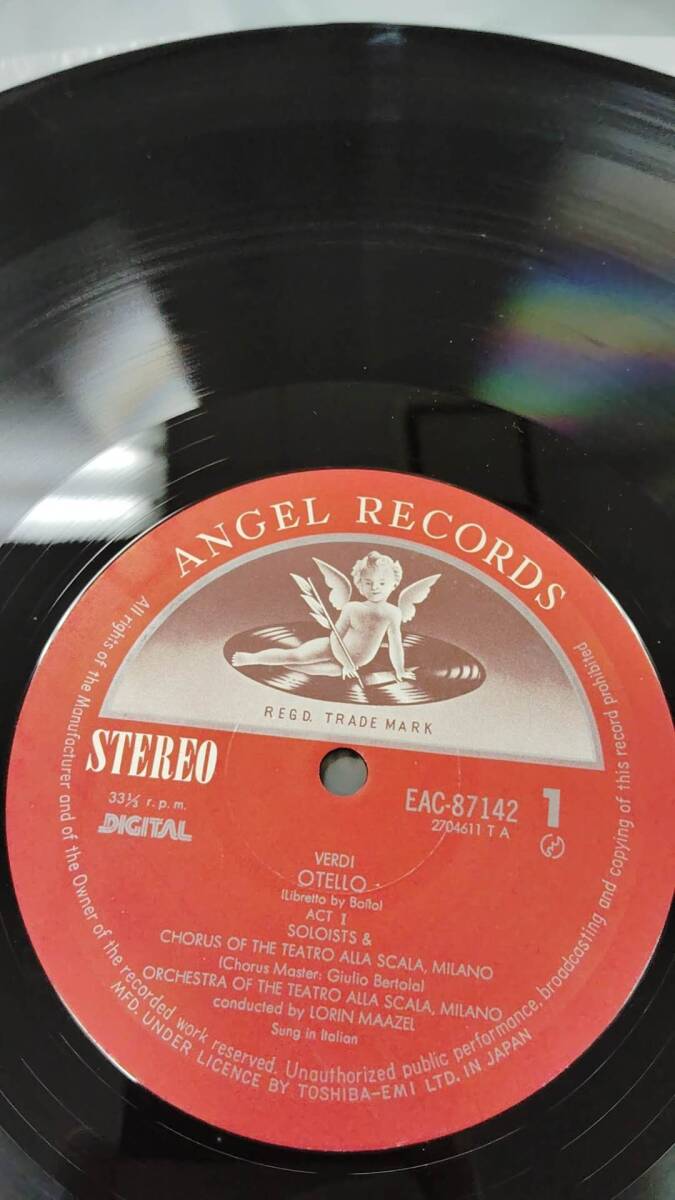 ANGEL RECORDS
REGD. TRADE MARK
STEREO
33⅓ r.p.m.
DIGITAL
EAC-87142
2704611 T A
1
VERDI
OTELLO
(Libretto by Boito)
ACT I
SOLOISTS &
CHORUS OF THE TEATRO ALLA SCALA, MILANO
(Chorus Master: Giulio Bertola)
ORCHESTRA OF THE TEATRO ALLA SCALA, MILANO
conducted by LORIN MAAZEL
Sung in Italian
All rights of the Manufacturer and of the Owner of the recorded work reserved. Unauthorized public performance, broadcasting and copying of this record prohibited
MFD. UNDER LICENCE BY TOSHIBA-EMI LTD. IN JAPAN